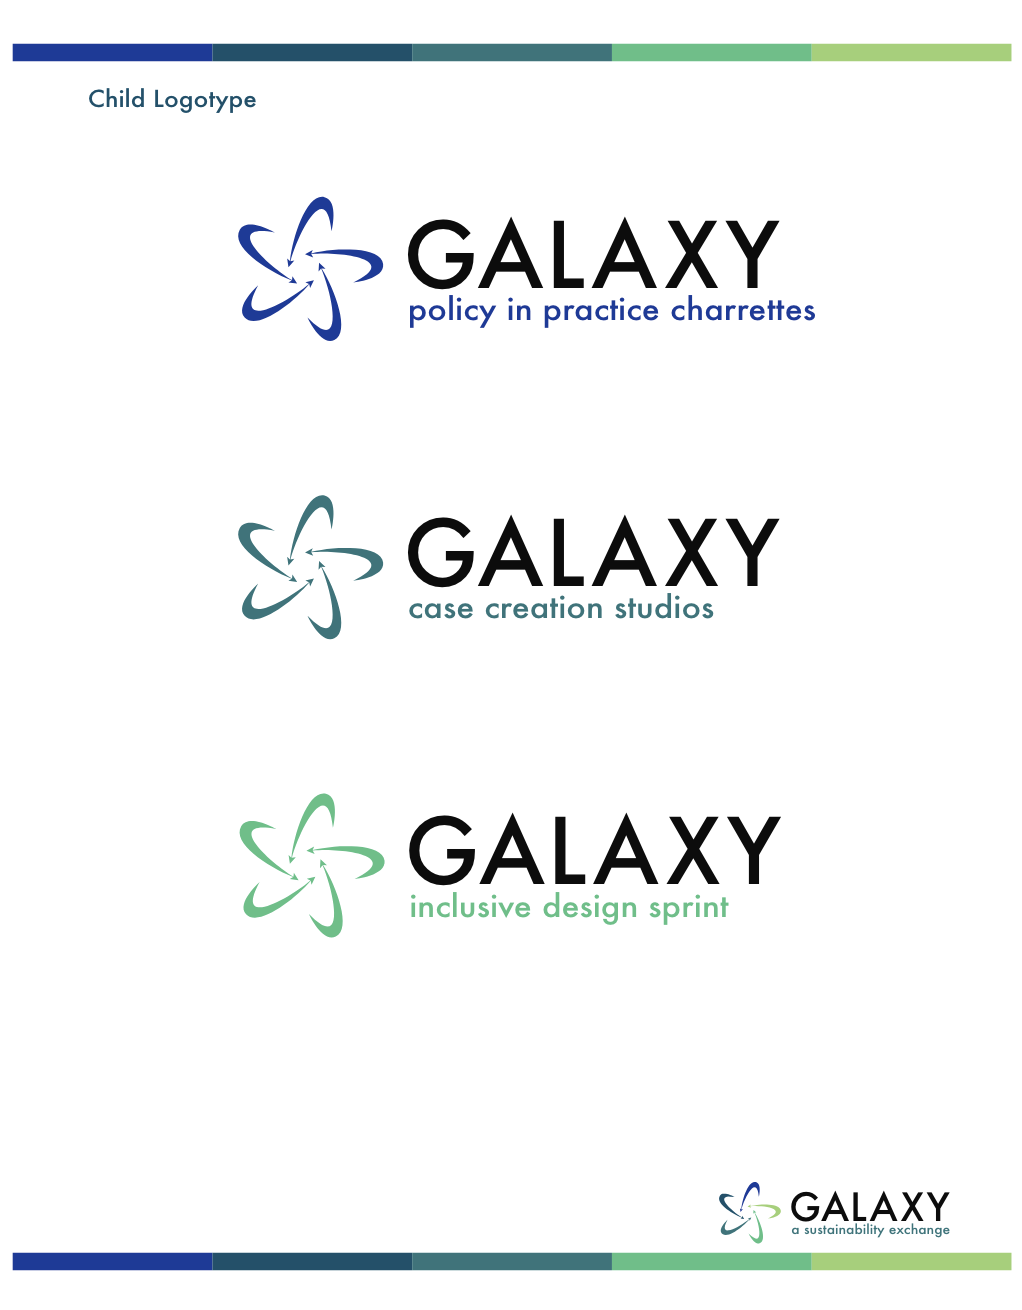 Child Logotype
GALAXY
policy in practice charrettes
GALAXY
case creation studios
GALAXY
inclusive design sprint
GALAXY
a sustainability exchange